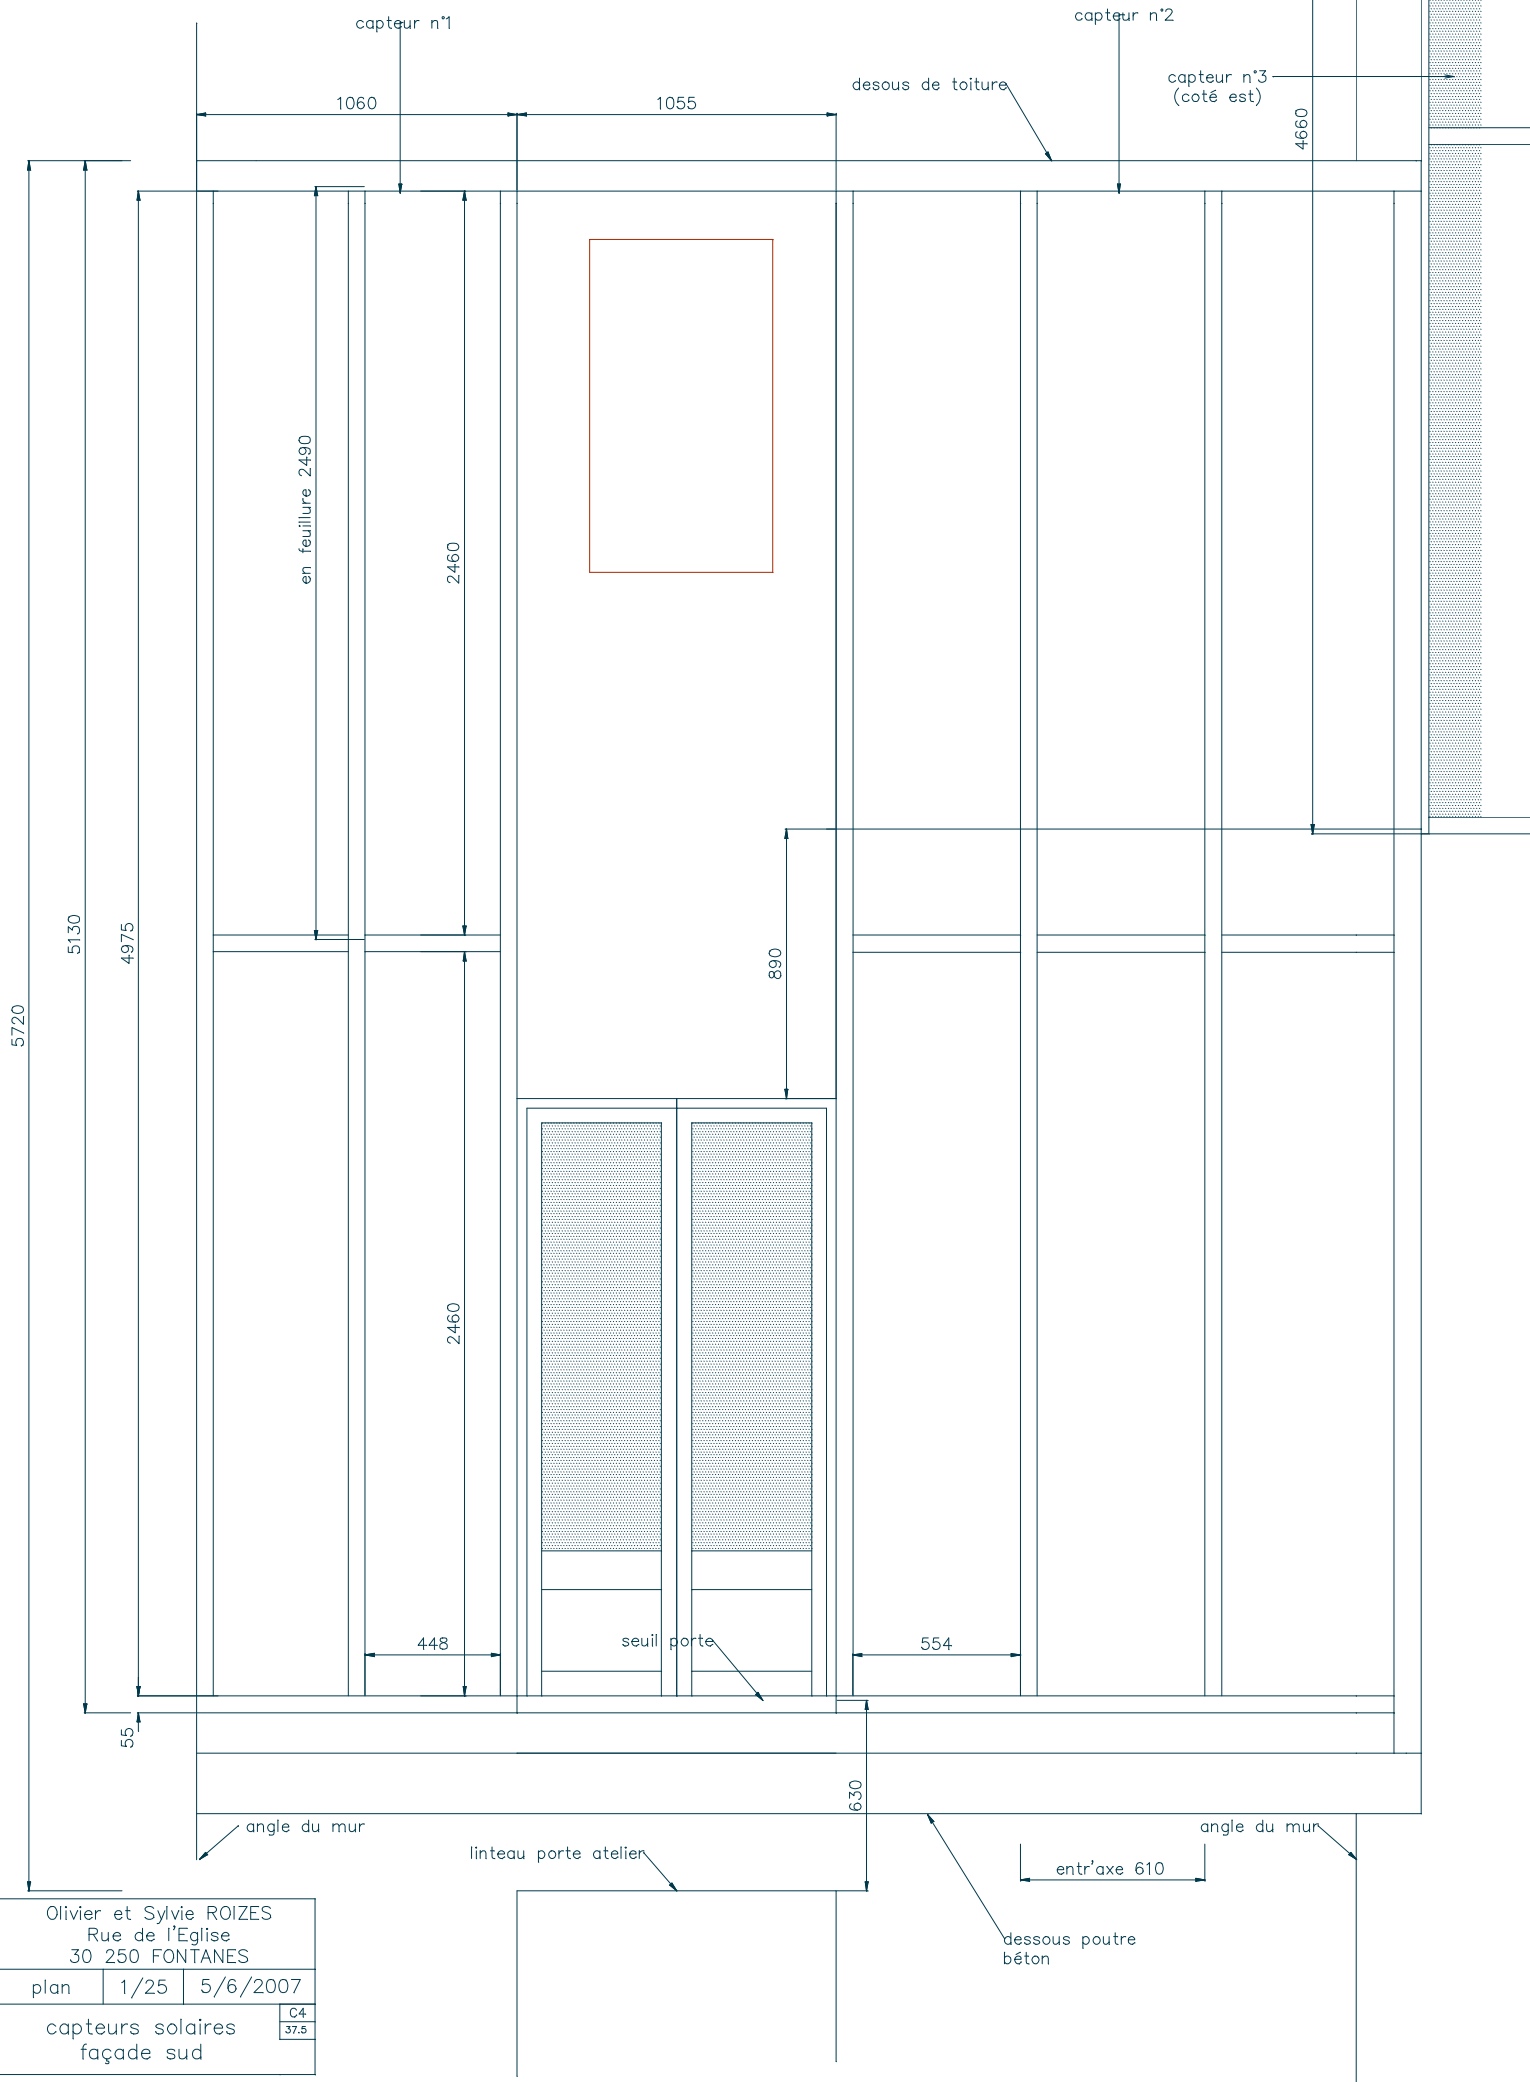 capteur n°1
capteur n°2
desous de toiture
capteur n°3
(coté est)
1060
1055
4660
en feuillure 2490
2460
5130
4975
890
5720
2460
448
seuil porte
554
55
630
angle du mur
angle du mur
linteau porte atelier
entr'axe 610
dessous poutre
béton
Olivier et Sylvie ROIZES
Rue de l'Eglise
30 250 FONTANES
plan 1/25 5/6/2007
C4
37.5
capteurs solaires
façade sud